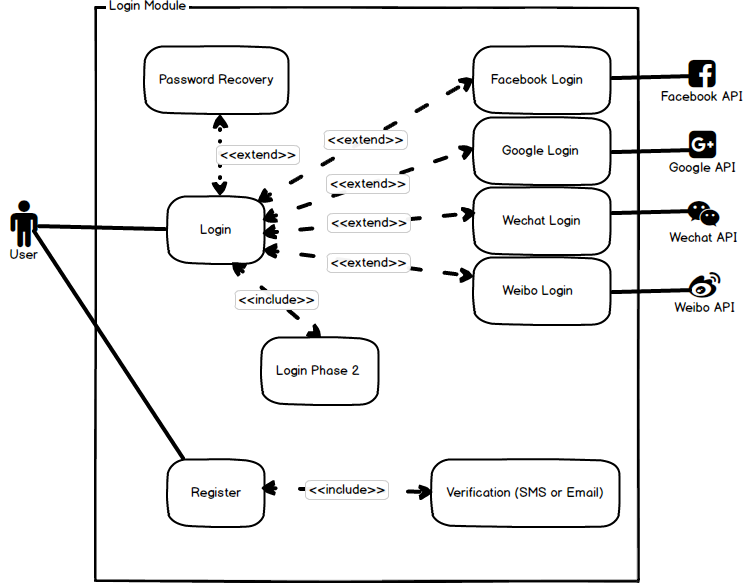 Login Module
Password Recovery
Facebook Login
Facebook API
<<extend>>
<<extend>>
Google Login
Google API
<<extend>>
User
Login
<<extend>>
Wechat Login
Wechat API
<<extend>>
Weibo Login
Weibo API
<<include>>
Login Phase 2
Register
<<include>>
Verification (SMS or Email)